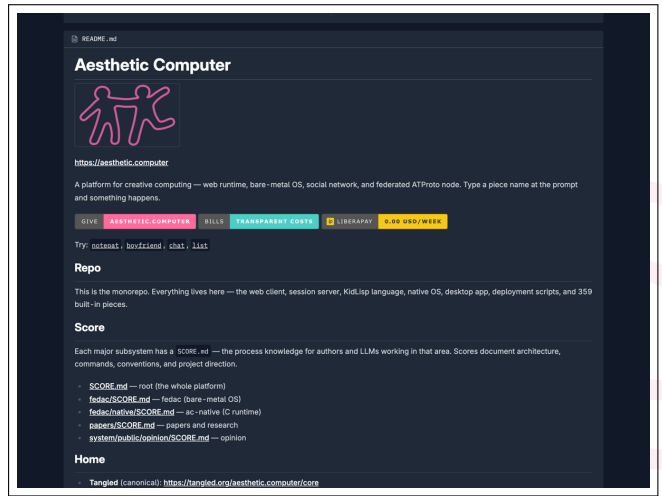 README.md
Aesthetic Computer
https://aesthetic.computer
A platform for creative computing — web runtime, bare-metal OS, social network, and federated ATProto node. Type a piece name at the prompt
and something happens.
GIVE AESTHETIC.COMPUTER BILLS TRANSPARENT COSTS LIBERAPAY 0.00 USD/WEEK
Try: notepat, boyfriend, chat, list
Repo
This is the monorepo. Everything lives here — the web client, session server, KidLisp language, native OS, desktop app, deployment scripts, and 359
built-in pieces.
Score
Each major subsystem has a SCORE.md — the process knowledge for authors and LLMs working in that area. Scores document architecture,
commands, conventions, and project direction.
SCORE.md — root (the whole platform)
fedac/SCORE.md — fedac (bare-metal OS)
fedac/native/SCORE.md — ac-native (C runtime)
papers/SCORE.md — papers and research
system/public/opinion/SCORE.md — opinion
Home
Tangled (canonical): https://tangled.org/aesthetic.computer/core